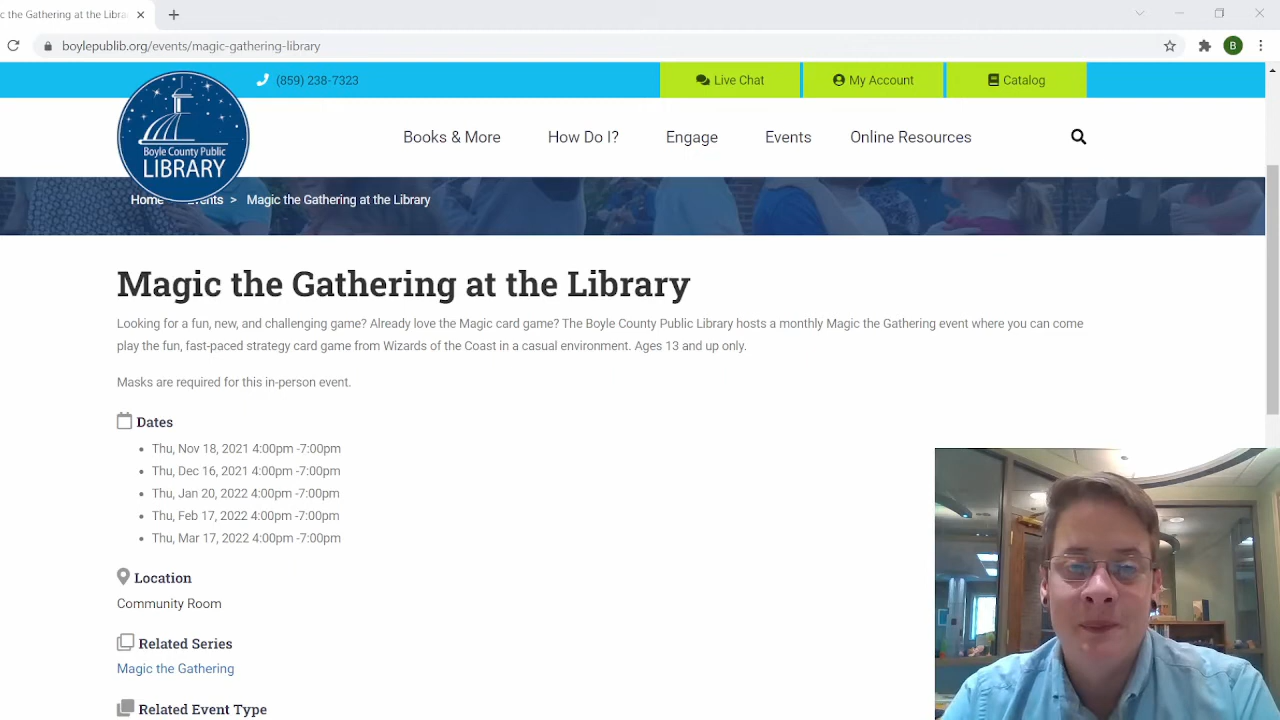 c the Gathering at the Libra
boylepublib.org/events/magic-gathering-library
B
(859) 238-7323
Live Chat
My Account
Catalog
Boyle County Public
LIBRARY
Books & More
How Do I?
Engage
Events
Online Resources
Home
> Magic the Gathering at the Library
Magic the Gathering at the Library
Looking for a fun, new, and challenging game? Already love the Magic card game? The Boyle County Public Library hosts a monthly Magic the Gathering event where you can come
play the fun, fast-paced strategy card game from Wizards of the Coast in a casual environment. Ages 13 and up only.
Masks are required for this in-person event.
Dates
• Thu, Nov 18, 2021 4:00pm -7:00pm
• Thu, Dec 16, 2021 4:00pm -7:00pm
• Thu, Jan 20, 2022 4:00pm -7:00pm
• Thu, Feb 17, 2022 4:00pm -7:00pm
• Thu, Mar 17, 2022 4:00pm -7:00pm
Location
Community Room
Related Series
Magic the Gathering
Related Event Type